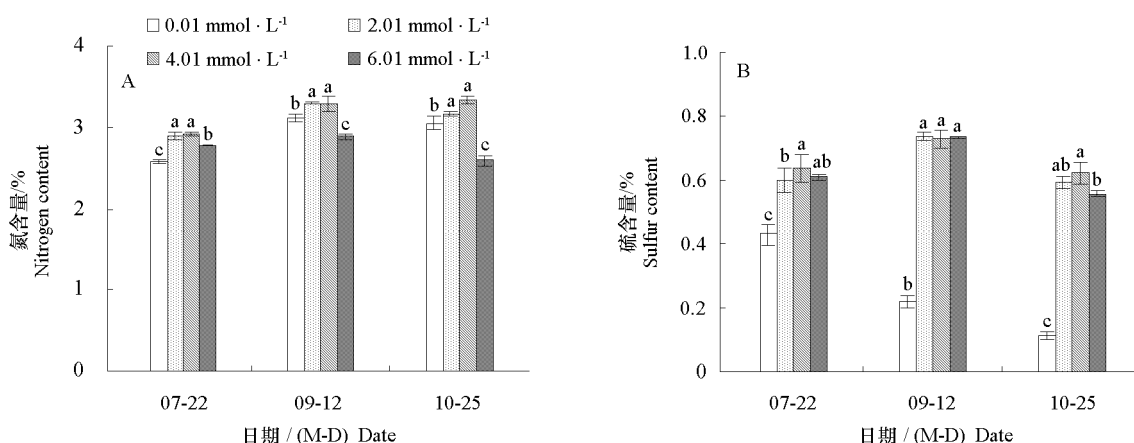 0.01 mmol · L⁻¹ 2.01 mmol · L⁻¹
4.01 mmol · L⁻¹ 6.01 mmol · L⁻¹
A
4
3
2
1
0
氮含量/%
Nitrogen content
c a a b
b a a c
b a a c
07-22 09-12 10-25
日期 / (M-D) Date
B
1.0
0.8
0.6
0.4
0.2
0
硫含量/%
Sulfur content
c b a ab
b a a a
c ab a b
07-22 09-12 10-25
日期 / (M-D) Date